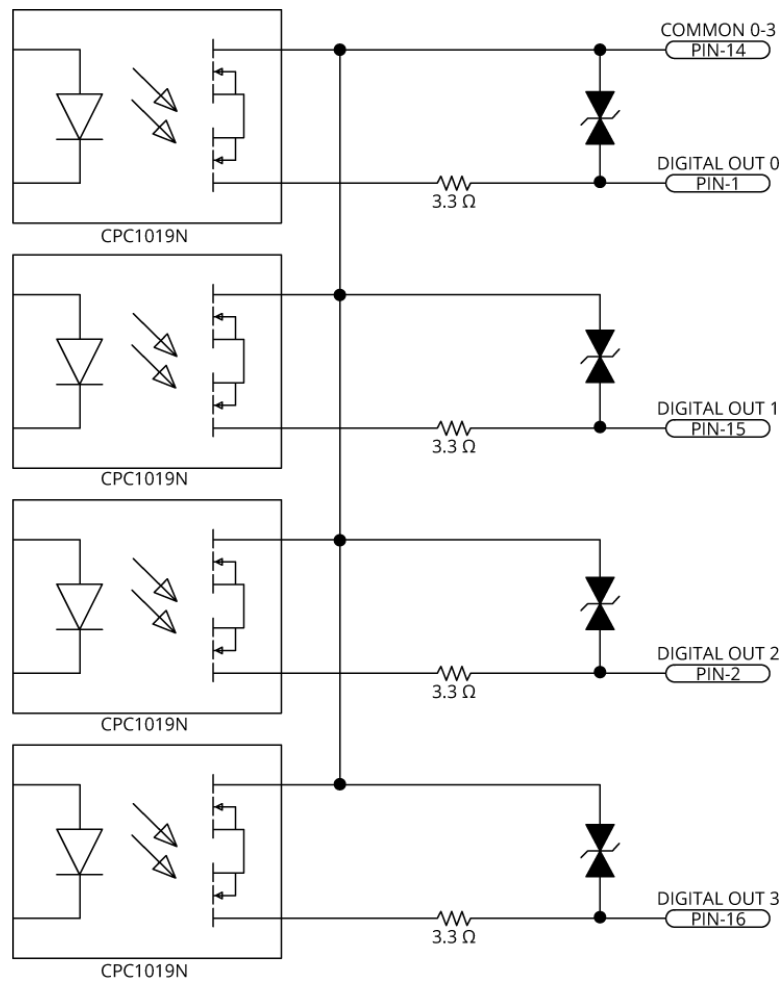 COMMON 0-3
PIN-14
DIGITAL OUT 0
PIN-1
3.3 Ω
CPC1019N
DIGITAL OUT 1
PIN-15
3.3 Ω
CPC1019N
DIGITAL OUT 2
PIN-2
3.3 Ω
CPC1019N
DIGITAL OUT 3
PIN-16
3.3 Ω
CPC1019N